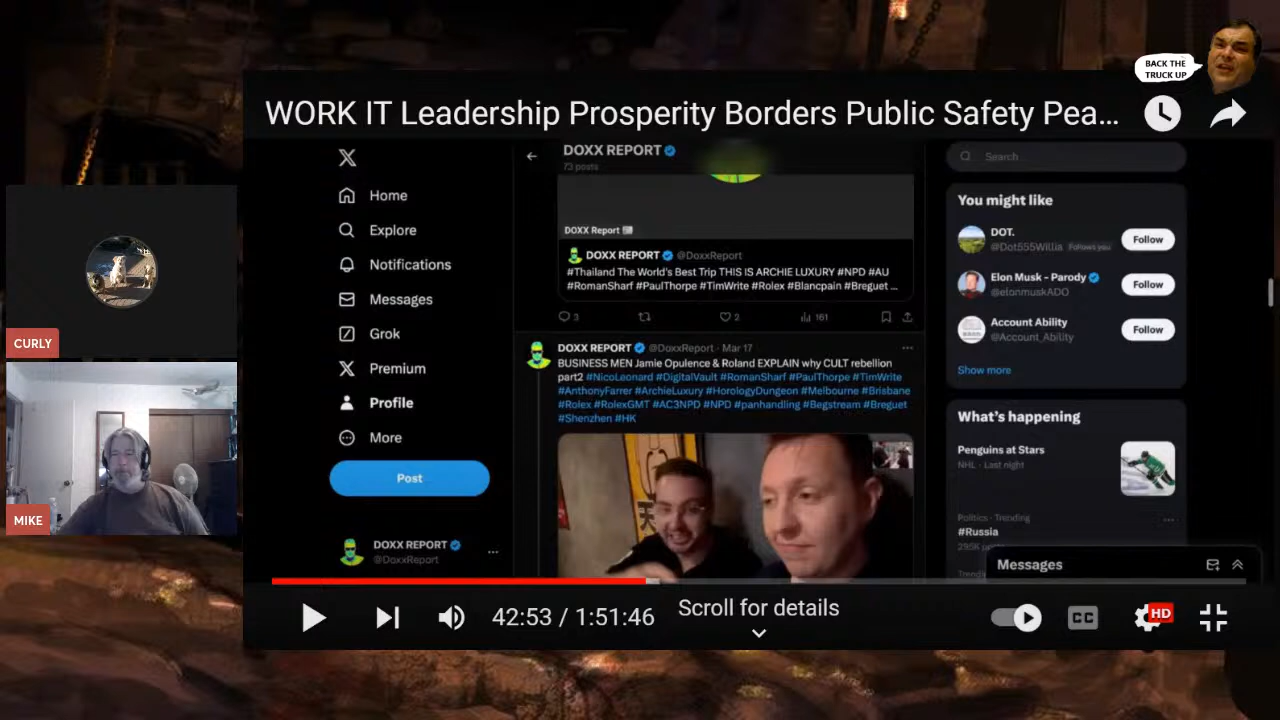 BACK THE
TRUCK UP
WORK IT Leadership Prosperity Borders Public Safety Pea...
CURLY
MIKE
Home
Explore
Notifications
Messages
Grok
Premium
Profile
More
Post
DOXX REPORT
@DoxxReport
DOXX REPORT
73 posts
DOXX Report
DOXX REPORT @DoxxReport
#Thailand The World's Best Trip THIS IS ARCHIE LUXURY #NPD #AU
#RomanSharf #PaulThorpe #TimWrite #Rolex #Blancpain #Breguet ...
3
2
161
DOXX REPORT @DoxxReport · Mar 17
BUSINESS MEN Jamie Opulence & Roland EXPLAIN why CULT rebellion
part2 #NicoLeonard #DigitalVault #RomanSharf #PaulThorpe #TimWrite
#AnthonyFarrer #ArchieLuxury #HorologyDungeon #Melbourne #Brisbane
#Rolex #RolexGMT #AC3NPD #NPD #panhandling #Begstream #Breguet
#Shenzhen #HK
Search
You might like
DOT.
@Dot555Willia Follows you
Follow
Elon Musk - Parody
@elonmuskADO
Follow
Account Ability
@Account_Ability
Follow
Show more
What's happening
Penguins at Stars
NHL · Last night
Politics · Trending
#Russia
Messages
42:53 / 1:51:46
Scroll for details
CC
HD